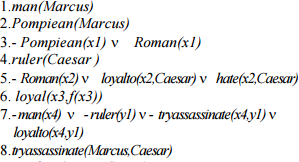 1.man(Marcus)
2.Pompeian(Marcus)
3.- Pompeian(x1) v Roman(x1)
4.ruler(Caesar )
5.- Roman(x2) v loyalto(x2,Caesar) v hate(x2,Caesar)
6. loyal(x3,f(x3))
7.-man(x4) v -ruler(y1) v - tryassassinate(x4,y1) v
loyalto(x4,y1)
8.tryassassinate(Marcus,Caesar)